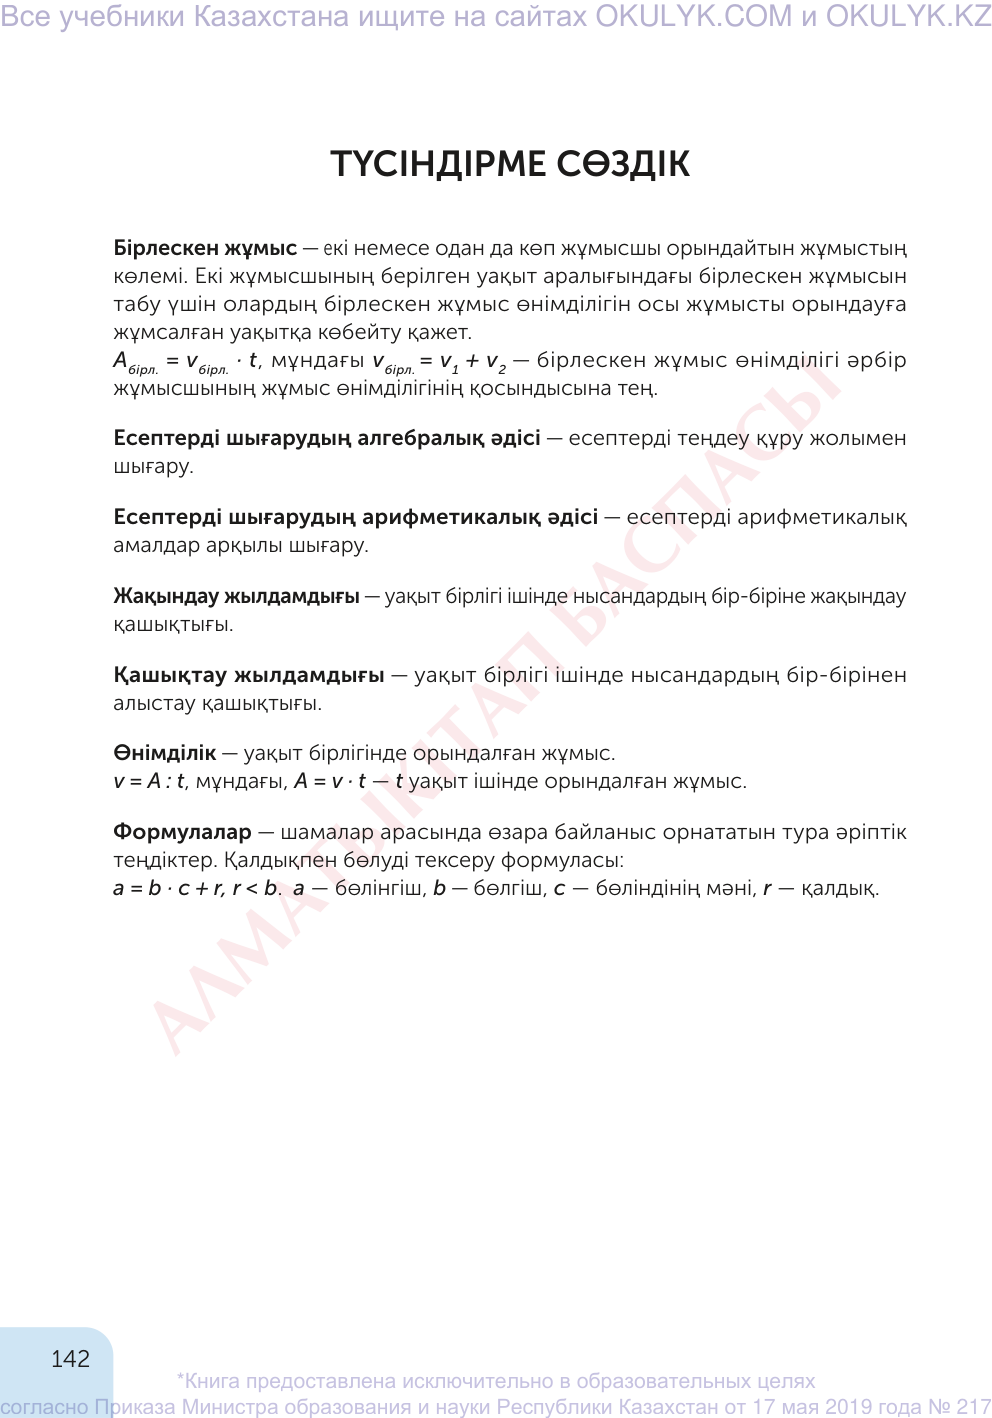 Все учебники Казахстана ищите на сайтах OKULYK.COM и OKULYK.KZ
ТҮСІНДІРМЕ СӨЗДІК
Бірлескен жұмыс — екі немесе одан да көп жұмысшы орындайтын жұмыстың
көлемі. Екі жұмысшының берілген уақыт аралығындағы бірлескен жұмысын
табу үшін олардың бірлескен жұмыс өнімділігін осы жұмысты орындауға
жұмсалған уақытқа көбейту қажет.
A бірл. = v бірл. · t, мұндағы v бірл. = v₁ + v₂ — бірлескен жұмыс өнімділігі әрбір
жұмысшының жұмыс өнімділігінің қосындысына тең.
Есептерді шығарудың алгебралық әдісі — есептерді теңдеу құру жолымен
шығару.
Есептерді шығарудың арифметикалық әдісі — есептерді арифметикалық
амалдар арқылы шығару.
Жақындау жылдамдығы — уақыт бірлігі ішінде нысандардың бір-біріне жақындау
қашықтығы.
Қашықтау жылдамдығы — уақыт бірлігі ішінде нысандардың бір-бірінен
алыстау қашықтығы.
Өнімділік — уақыт бірлігінде орындалған жұмыс.
v = A : t, мұндағы, A = v · t — t уақыт ішінде орындалған жұмыс.
Формулалар — шамалар арасында өзара байланыс орнататын тура әріптік
теңдіктер. Қалдықпен бөлуді тексеру формуласы:
a = b · c + r, r < b. a — бөлінгіш, b — бөлгіш, c — бөліндінің мәні, r — қалдық.
АЛМАТЫКІТАП БАСПАСЫ
142
*Книга предоставлена исключительно в образовательных целях
согласно Приказа Министра образования и науки Республики Казахстан от 17 мая 2019 года № 217